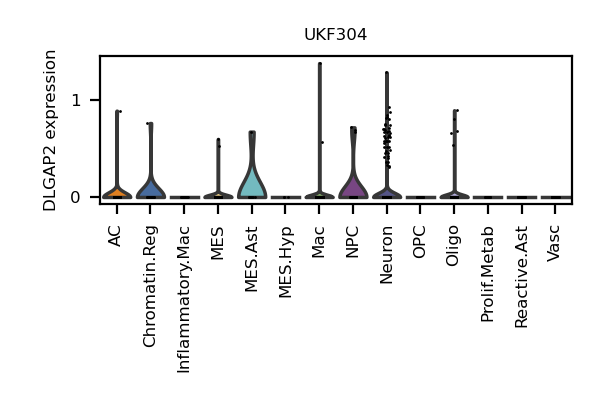 UKF304
DLGAP2 expression
1
0
AC
Chromatin.Reg
Inflammatory.Mac
MES
MES.Ast
MES.Hyp
Mac
NPC
Neuron
OPC
Oligo
Prolif.Metab
Reactive.Ast
Vasc